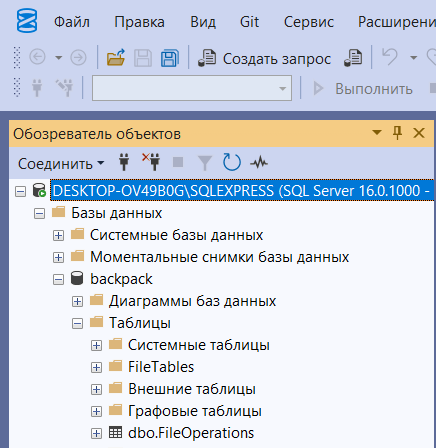 Файл Правка Вид Git Сервис Расширени
Создать запрос
Выполнить
Обозреватель объектов
Соединить
DESKTOP-OV49B0G\SQLEXPRESS (SQL Server 16.0.1000 -
Базы данных
Системные базы данных
Моментальные снимки базы данных
backpack
Диаграммы баз данных
Таблицы
Системные таблицы
FileTables
Внешние таблицы
Графовые таблицы
dbo.FileOperations